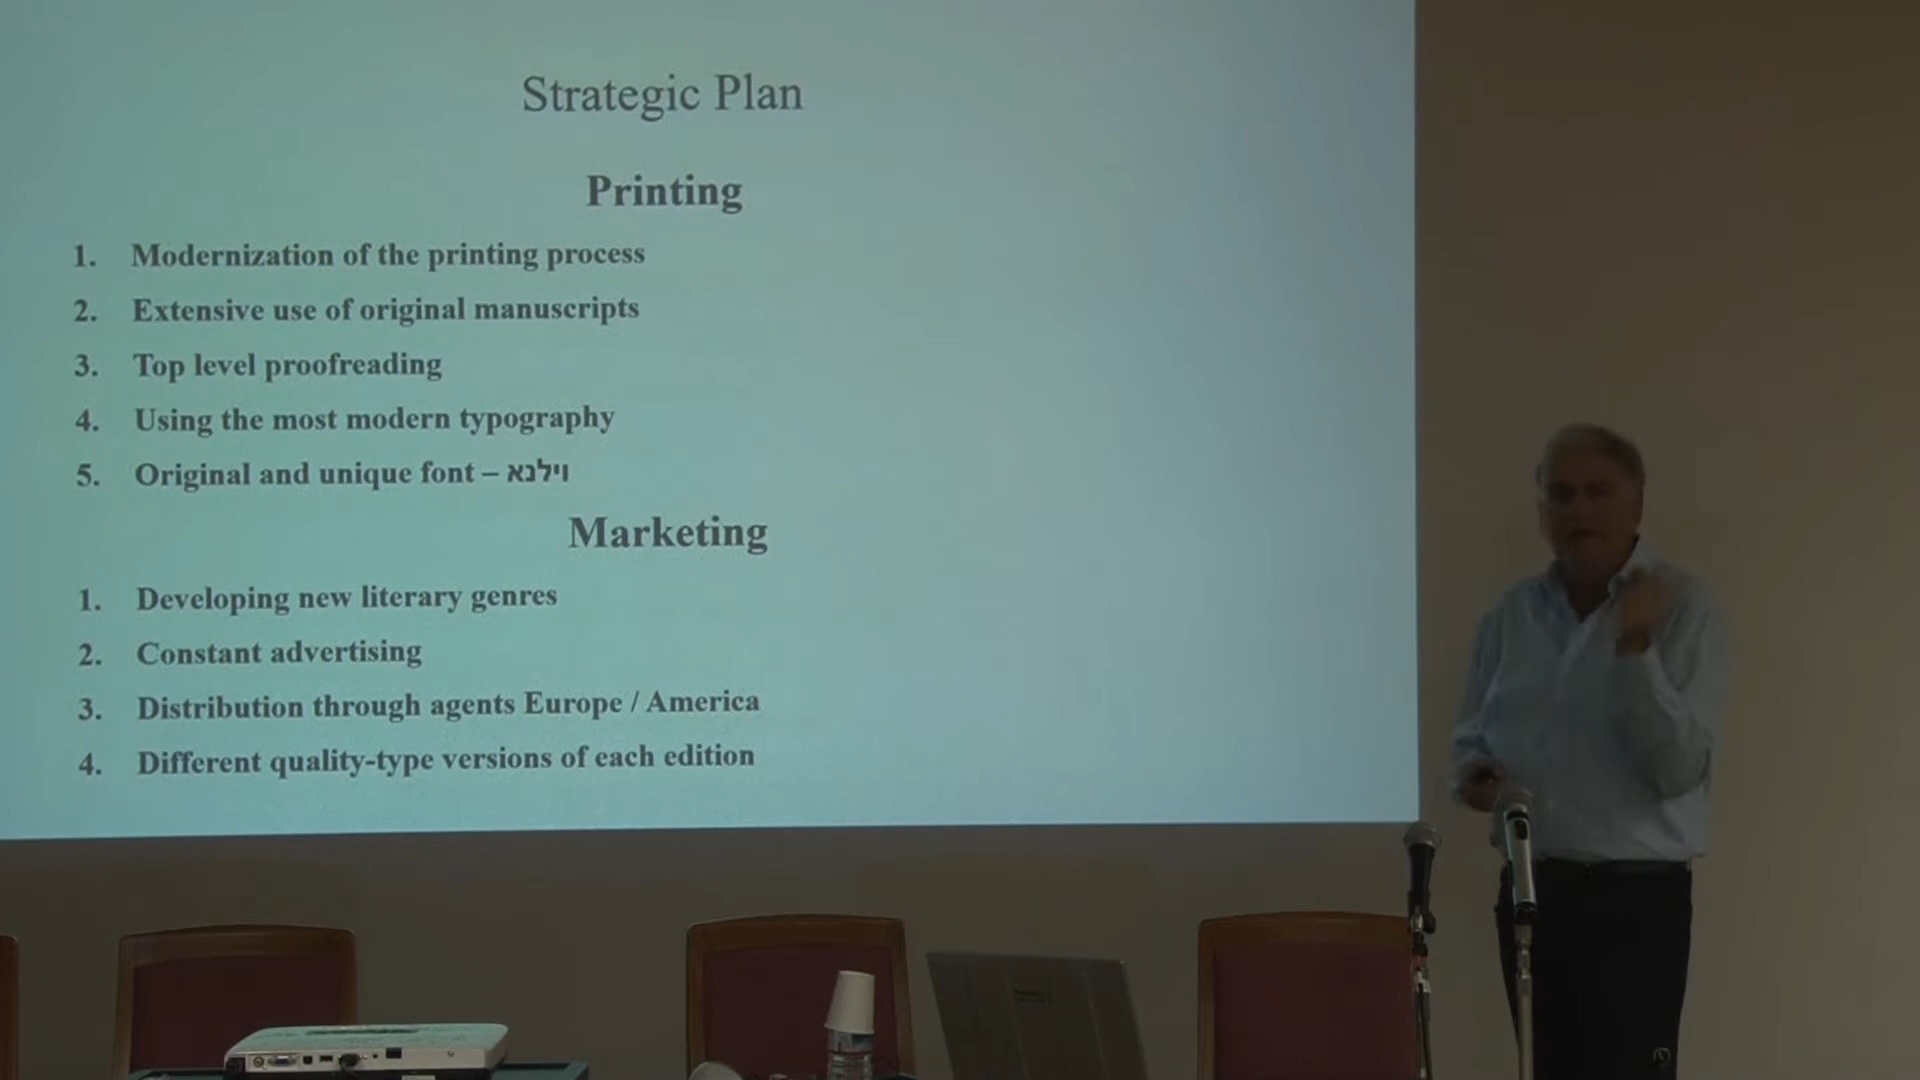 Strategic Plan
Printing
1. Modernization of the printing process
2. Extensive use of original manuscripts
3. Top level proofreading
4. Using the most modern typography
5. Original and unique font – ווילנא
Marketing
1. Developing new literary genres
2. Constant advertising
3. Distribution through agents Europe / America
4. Different quality-type versions of each edition